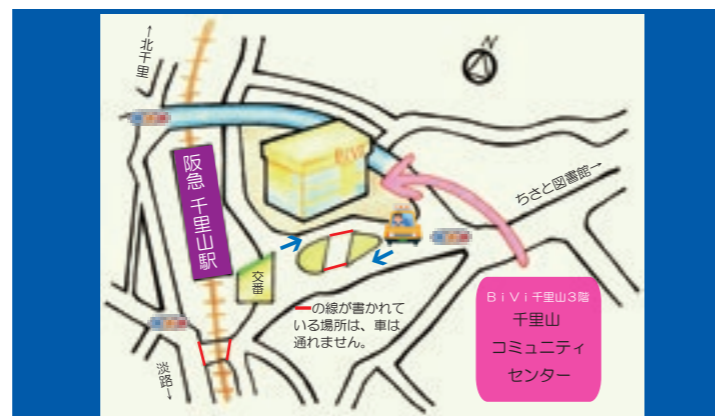 ←北千里
N
BiVi
阪急 千里山駅
ちさと図書館→
交番
ーの線が書かれて
いる場所は、車は
通れません。
BiVi千里山3階
千里山
コミュニティ
センター
淡路→